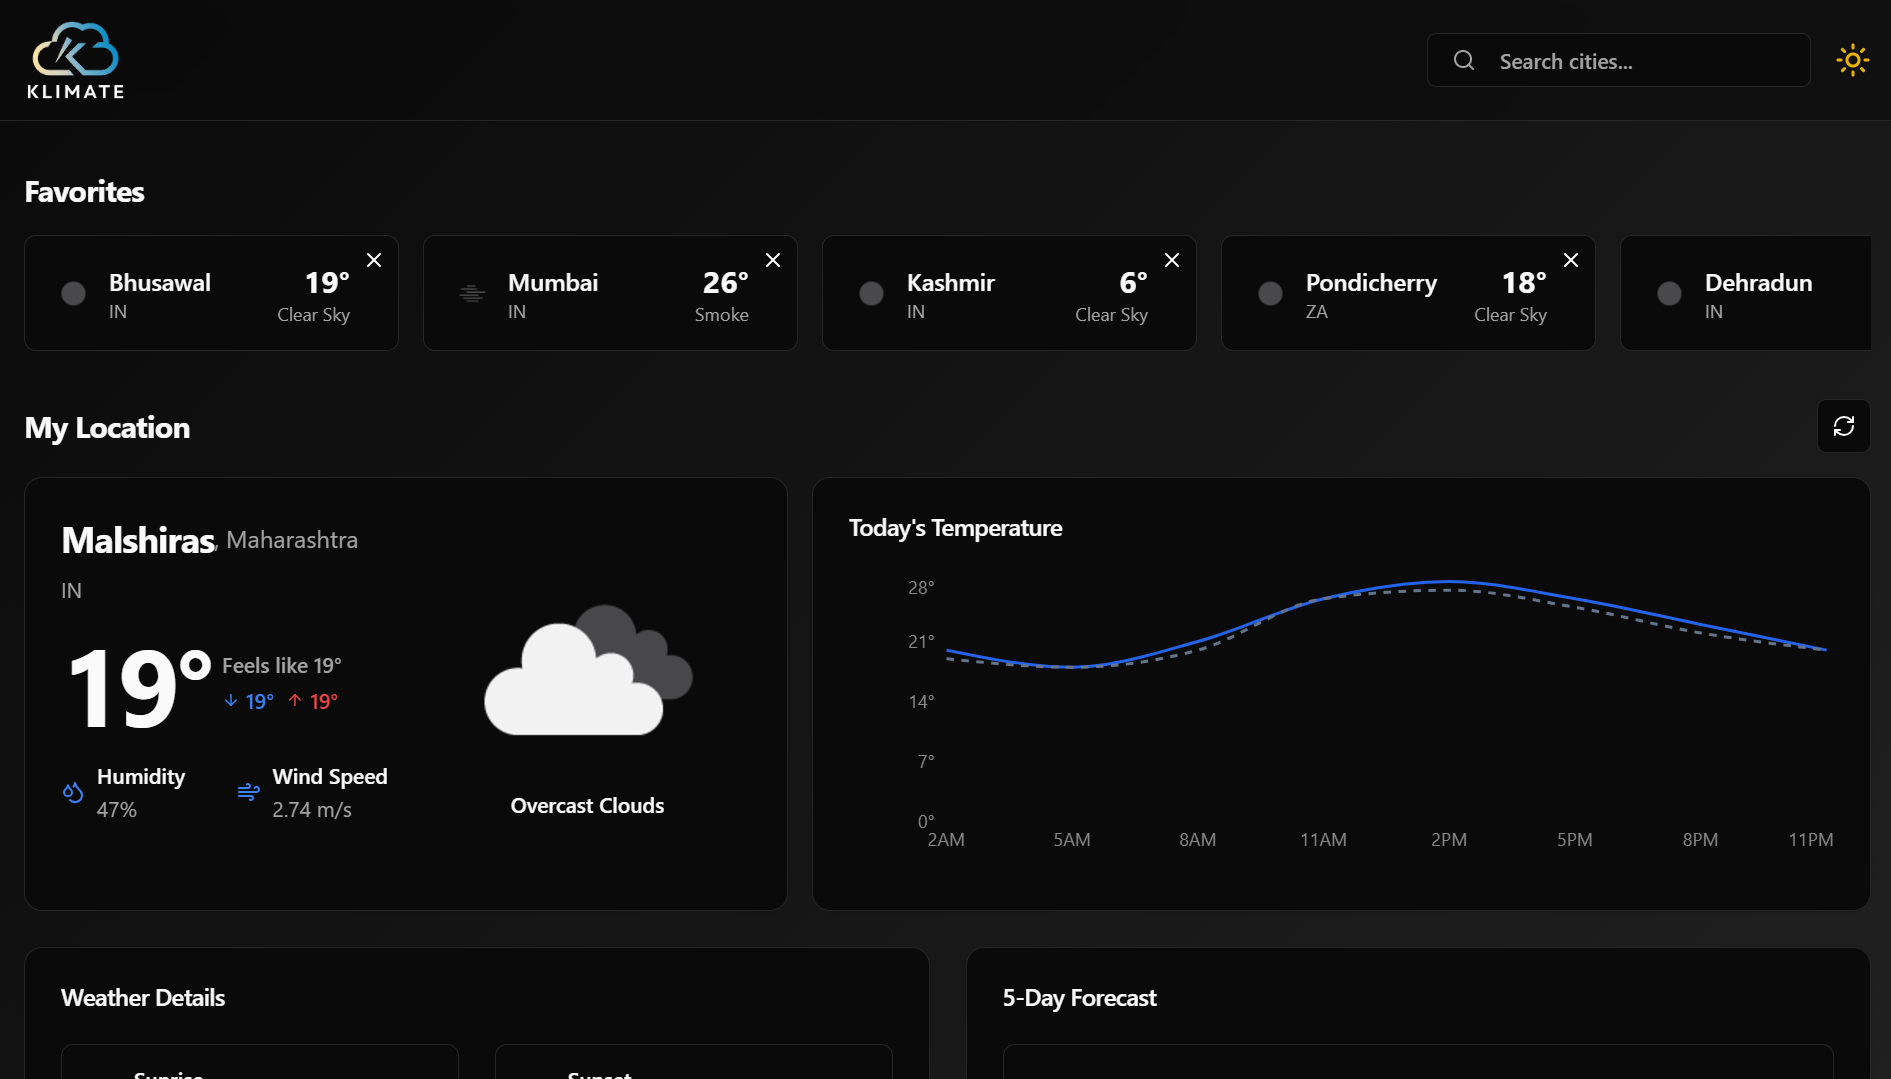 KLIMATE
Search cities...
Favorites
Bhusawal
IN
19°
Clear Sky
Mumbai
IN
26°
Smoke
Kashmir
IN
6°
Clear Sky
Pondicherry
ZA
18°
Clear Sky
Dehradun
IN
My Location
Malshiras, Maharashtra
IN
19°
Feels like 19°
↓ 19° ↑ 19°
Humidity
47%
Wind Speed
2.74 m/s
Overcast Clouds
Today's Temperature
28°
21°
14°
7°
0°
2AM 5AM 8AM 11AM 2PM 5PM 8PM 11PM
Weather Details
Sunrise
Sunset
5-Day Forecast